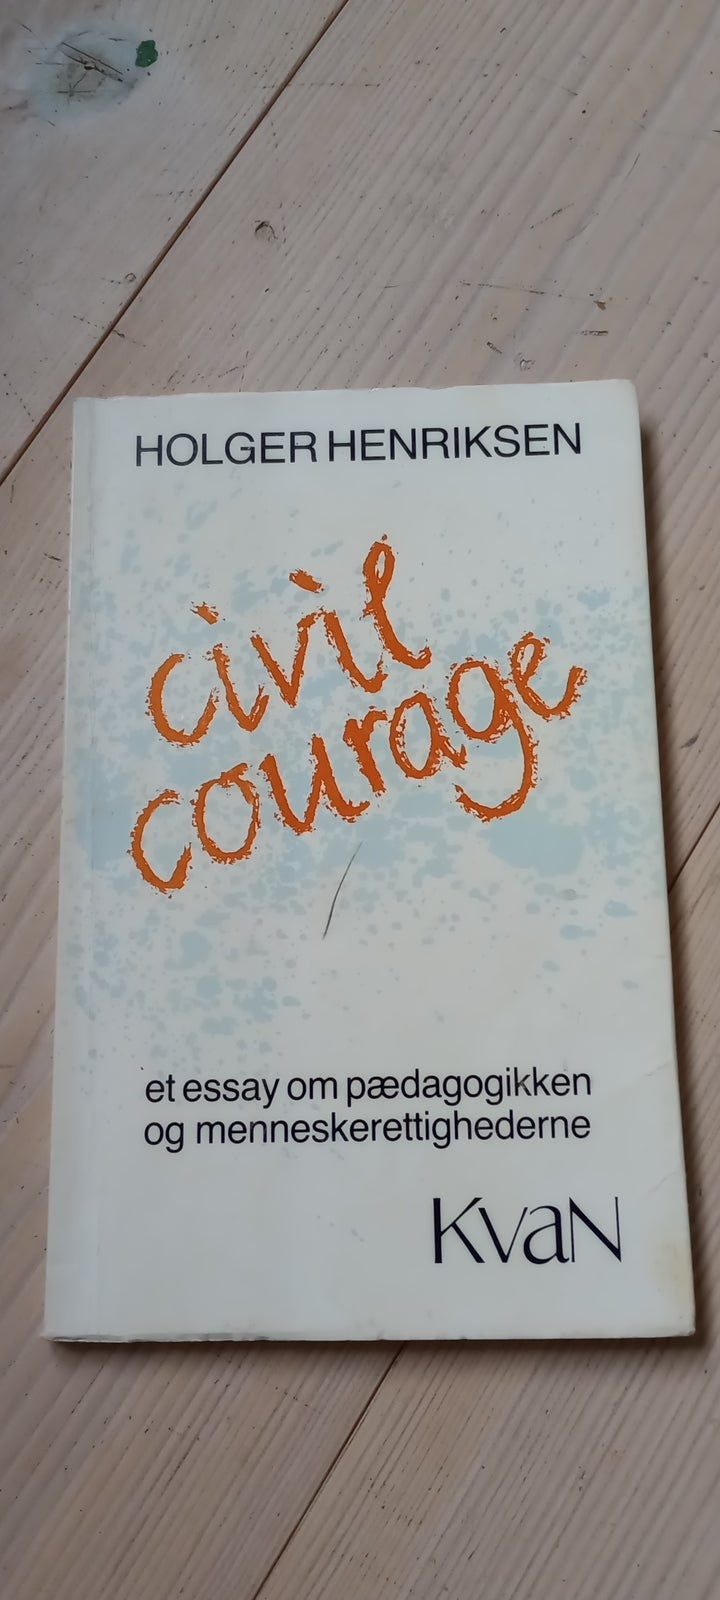 HOLGER HENRIKSEN
civil
courage
et essay om pædagogikken
og menneskerettighederne
KvaN